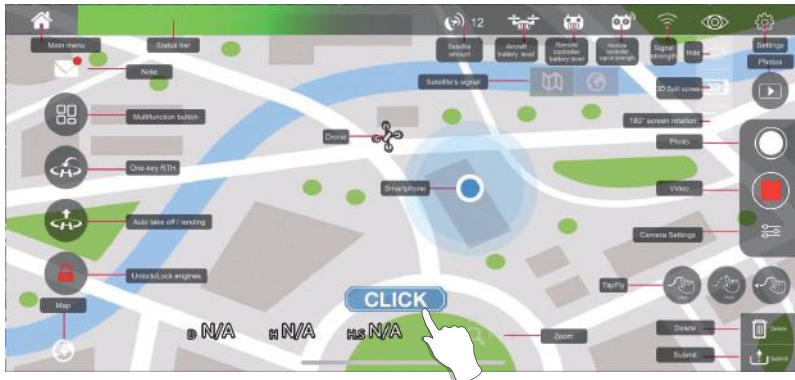 12
Main menu
Status bar
Satellite
amount
Aircraft
battery level
Remote
controller
battery level
Remote
controller
signal strength
Signal
strength
Hide
Settings
Note
Photos
Satellite's signal
3D Split screen
Multifunction button
180° screen rotation
Drone
Photo
One-key RTH
Smartphone
Video
Auto take off / landing
Camera Settings
Unlock/Lock engines
TapFly
Map
CLICK
D N/A
H N/A
H.S N/A
Zoom
Delete
Delete
Submit
Submit